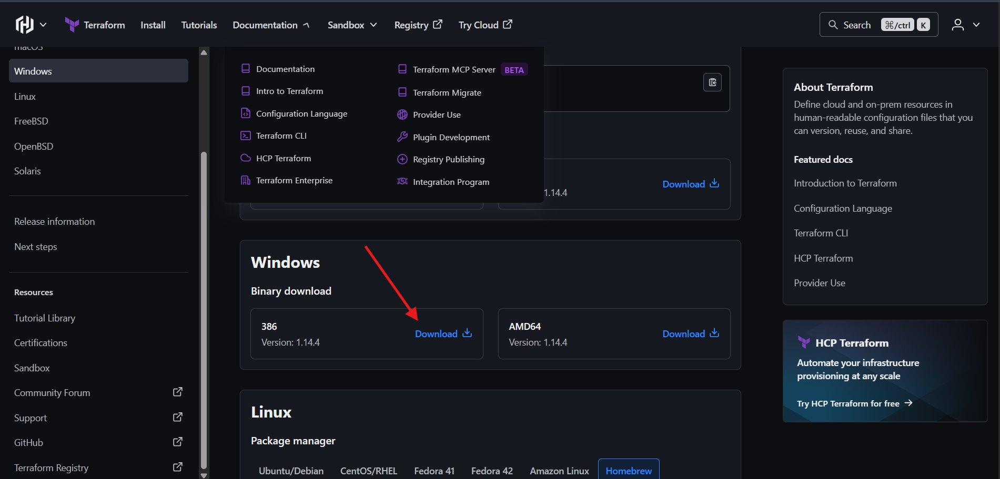 Terraform
Install
Tutorials
Documentation
Sandbox
Registry
Try Cloud
Search
⌘/ctrl
K
macOS
Windows
Linux
FreeBSD
OpenBSD
Solaris
Release information
Next steps
Resources
Tutorial Library
Certifications
Sandbox
Community Forum
Support
GitHub
Terraform Registry
Documentation
Intro to Terraform
Configuration Language
Terraform CLI
HCP Terraform
Terraform Enterprise
Terraform MCP Server BETA
Terraform Migrate
Provider Use
Plugin Development
Registry Publishing
Integration Program
1.14.4
Download
Windows
Binary download
386
Version: 1.14.4
Download
AMD64
Version: 1.14.4
Download
Linux
Package manager
Ubuntu/Debian
CentOS/RHEL
Fedora 41
Fedora 42
Amazon Linux
Homebrew
About Terraform
Define cloud and on-prem resources in
human-readable configuration files that you
can version, reuse, and share.
Featured docs
Introduction to Terraform
Configuration Language
Terraform CLI
HCP Terraform
Provider Use
HCP Terraform
Automate your infrastructure
provisioning at any scale
Try HCP Terraform for free